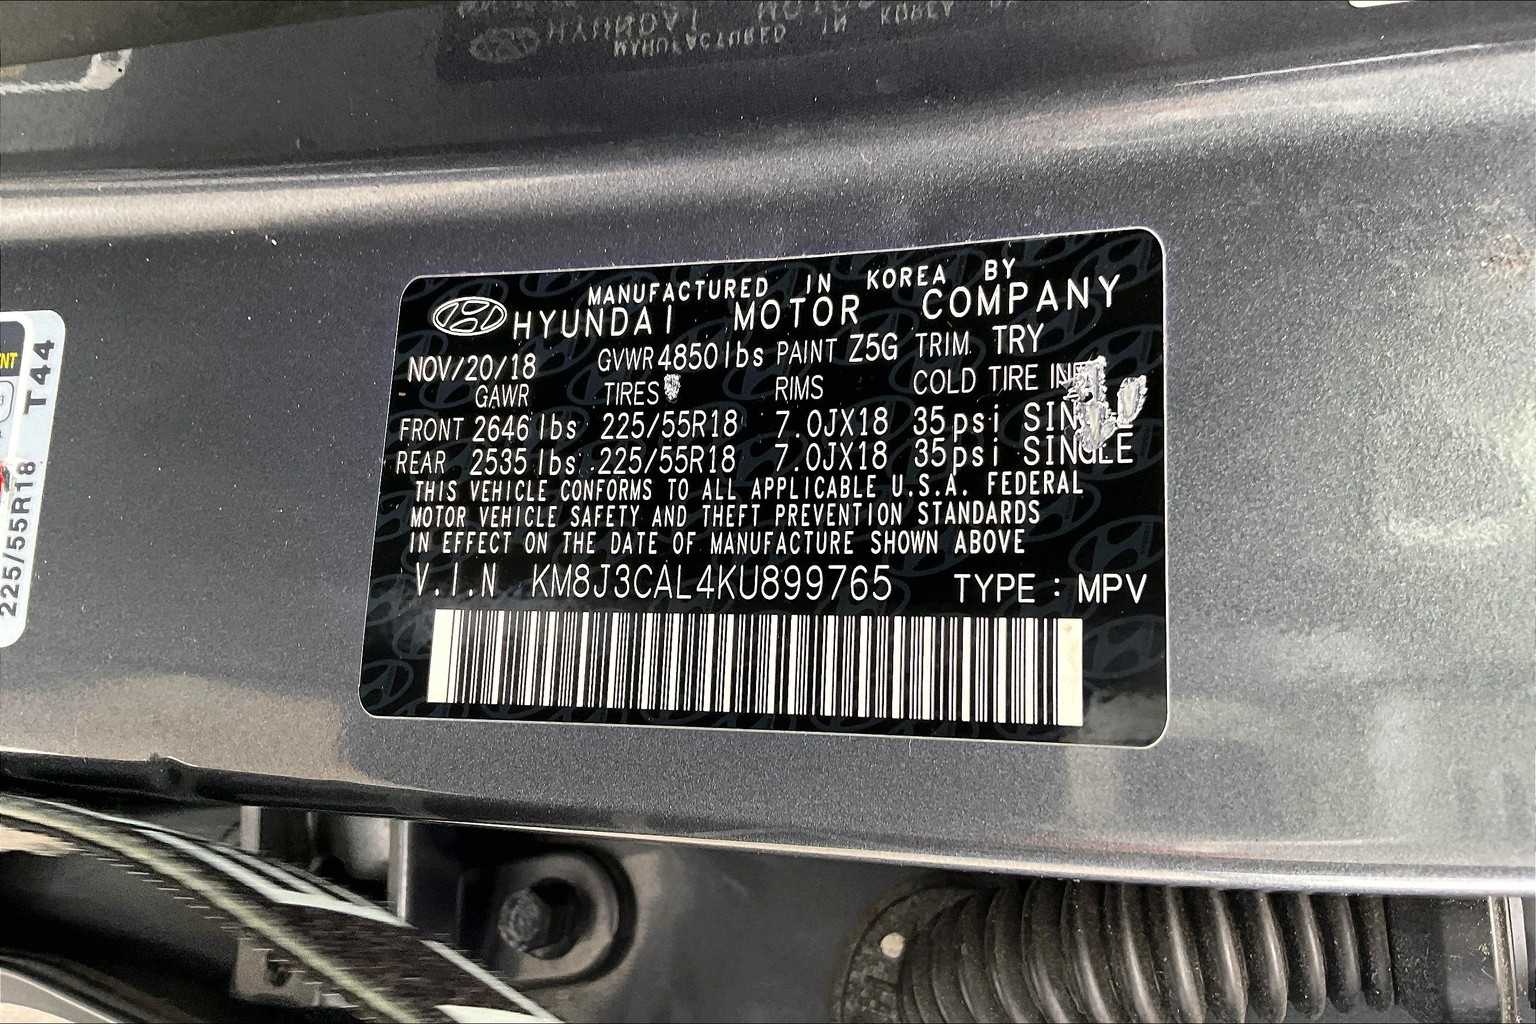 MANUFACTURED IN KOREA BY
HYUNDAI MOTOR COMPANY
NOV/20/18 GVWR 4850 lbs PAINT Z5G TRIM TRY
GAWR TIRES RIMS COLD TIRE
FRONT 2646 lbs 225/55R18 7.0JX18 35psi
REAR 2535 lbs 225/55R18 7.0JX18 35psi SINGLE
THIS VEHICLE CONFORMS TO ALL APPLICABLE U.S.A. FEDERAL
MOTOR VEHICLE SAFETY AND THEFT PREVENTION STANDARDS
IN EFFECT ON THE DATE OF MANUFACTURE SHOWN ABOVE
V.I.N KM8J3CAL4KU899765 TYPE : MPV
T44
225/55R18